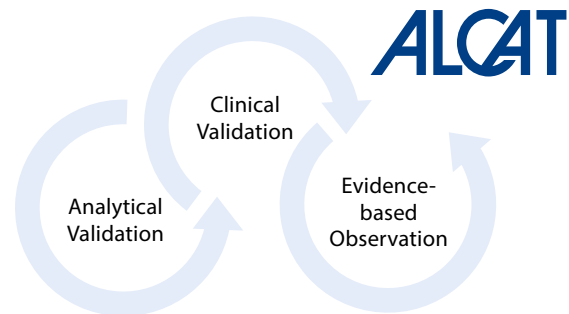 ALCAT
Clinical
Validation
Analytical
Validation
Evidence-
based
Observation